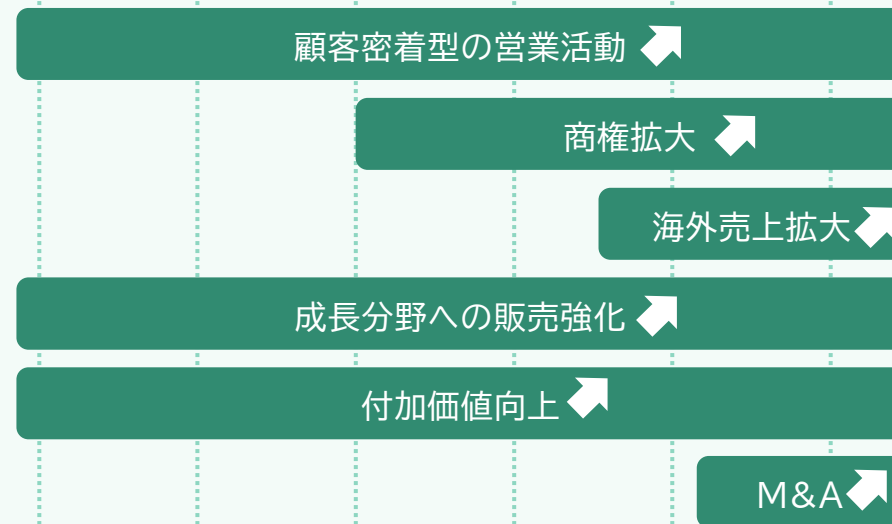 顧客密着型の営業活動
商権拡大
海外売上拡大
成長分野への販売強化
付加価値向上
M&A